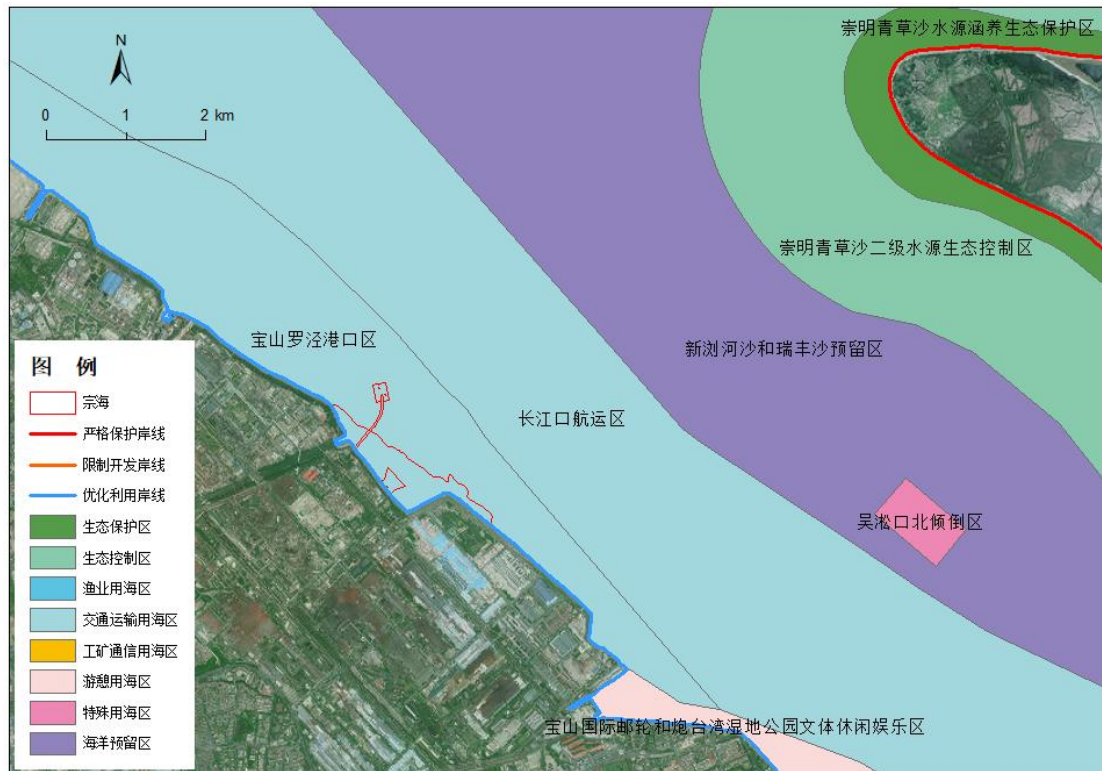 崇明青草沙水源涵养生态保护区
N
0 1 2 km
崇明青草沙二级水源生态控制区
宝山罗泾港口区
新浏河沙和瑞丰沙预留区
长江口航运区
吴淞口北倾倒区
宝山国际邮轮和炮台湾湿地公园文体休闲娱乐区
图 例
宗海
严格保护岸线
限制开发岸线
优化利用岸线
生态保护区
生态控制区
渔业用海区
交通运输用海区
工矿通信用海区
游憩用海区
特殊用海区
海洋预留区